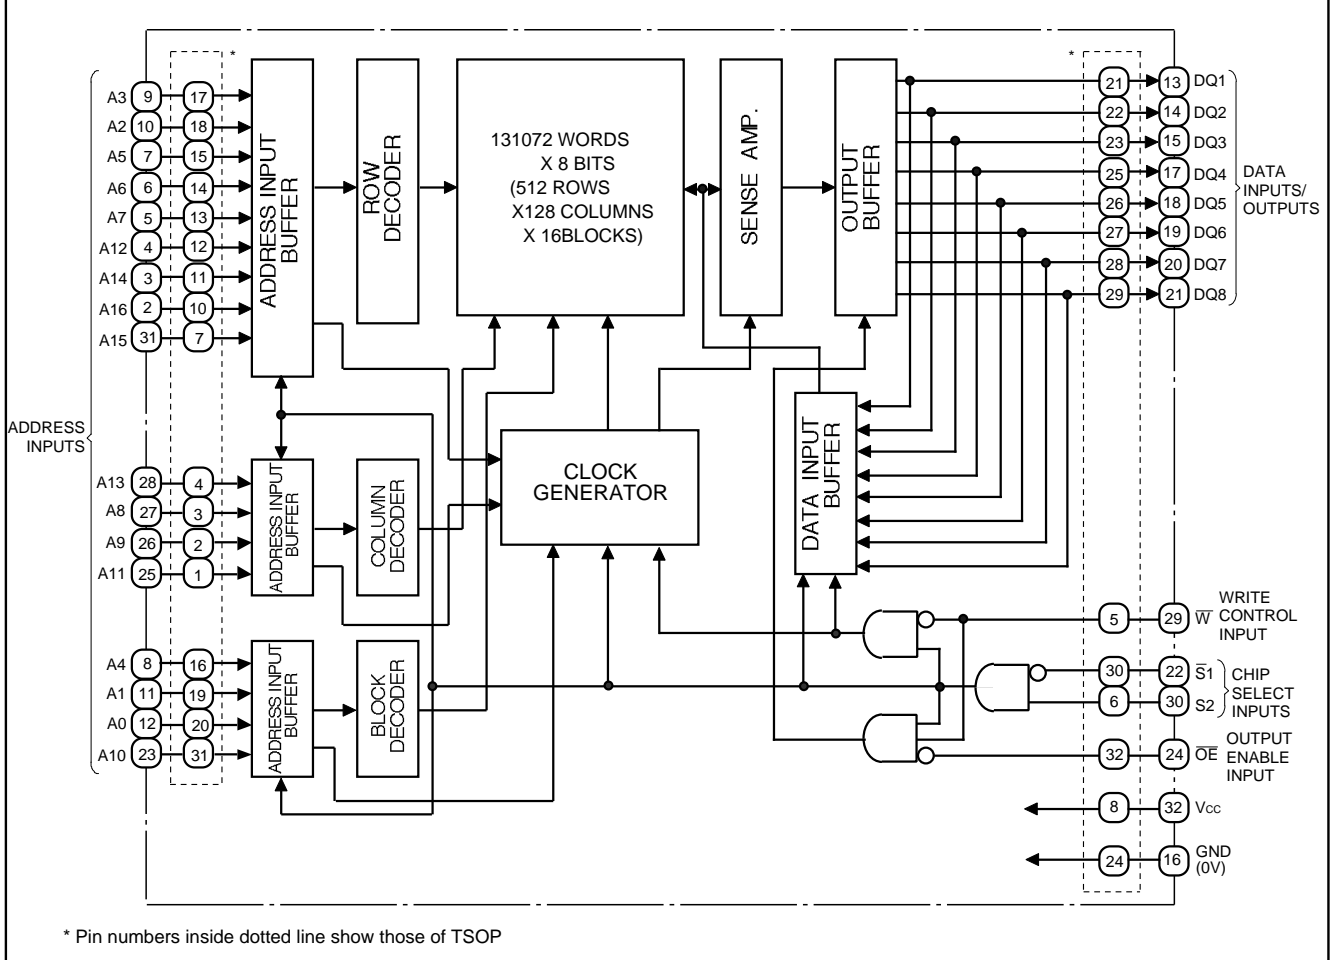 *
*
A3 9 17
A2 10 18
A5 7 15
A6 6 14
A7 5 13
A12 4 12
A14 3 11
A16 2 10
A15 31 7
ADDRESS
INPUTS
A13 28 4
A8 27 3
A9 26 2
A11 25 1
A4 8 16
A1 11 19
A0 12 20
A10 23 31
ADDRESS INPUT
BUFFER
ROW
DECODER
131072 WORDS
X 8 BITS
(512 ROWS
X128 COLUMNS
X 16BLOCKS)
SENSE AMP.
OUTPUT
BUFFER
21 13 DQ1
22 14 DQ2
23 15 DQ3
25 17 DQ4
26 18 DQ5
27 19 DQ6
28 20 DQ7
29 21 DQ8
DATA
INPUTS/
OUTPUTS
ADDRESS INPUT
BUFFER
COLUMN
DECODER
CLOCK
GENERATOR
DATA INPUT
BUFFER
ADDRESS INPUT
BUFFER
BLOCK
DECODER
5 29 W
WRITE
CONTROL
INPUT
30 22 S1
6 30 S2
CHIP
SELECT
INPUTS
32 24 OE
OUTPUT
ENABLE
INPUT
8 32 Vcc
24 16 GND
(0V)
* Pin numbers inside dotted line show those of TSOP